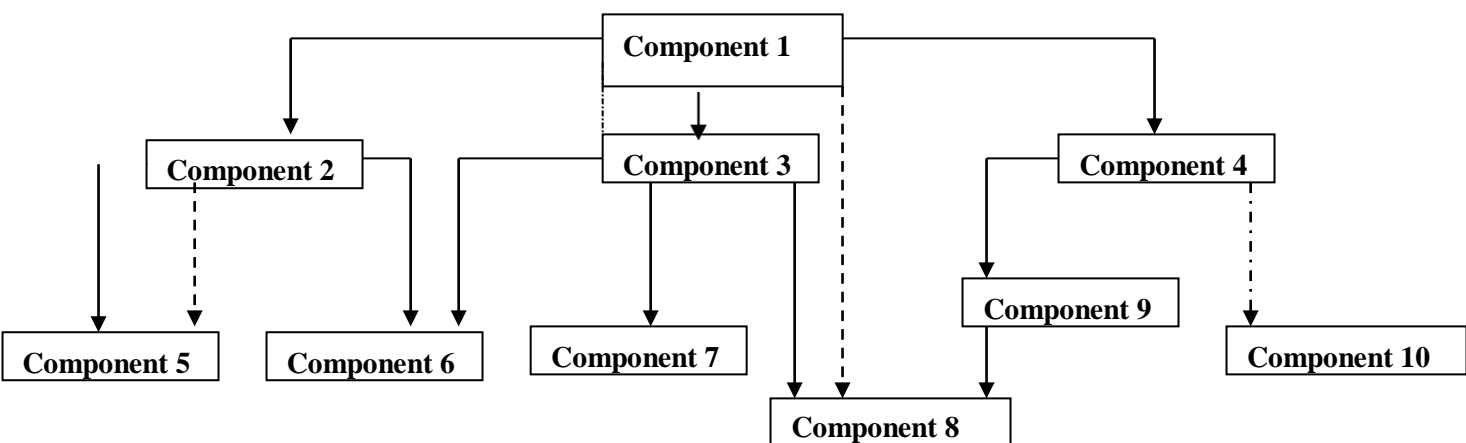 Component 1
Component 2
Component 3
Component 4
Component 9
Component 5
Component 6
Component 7
Component 10
Component 8